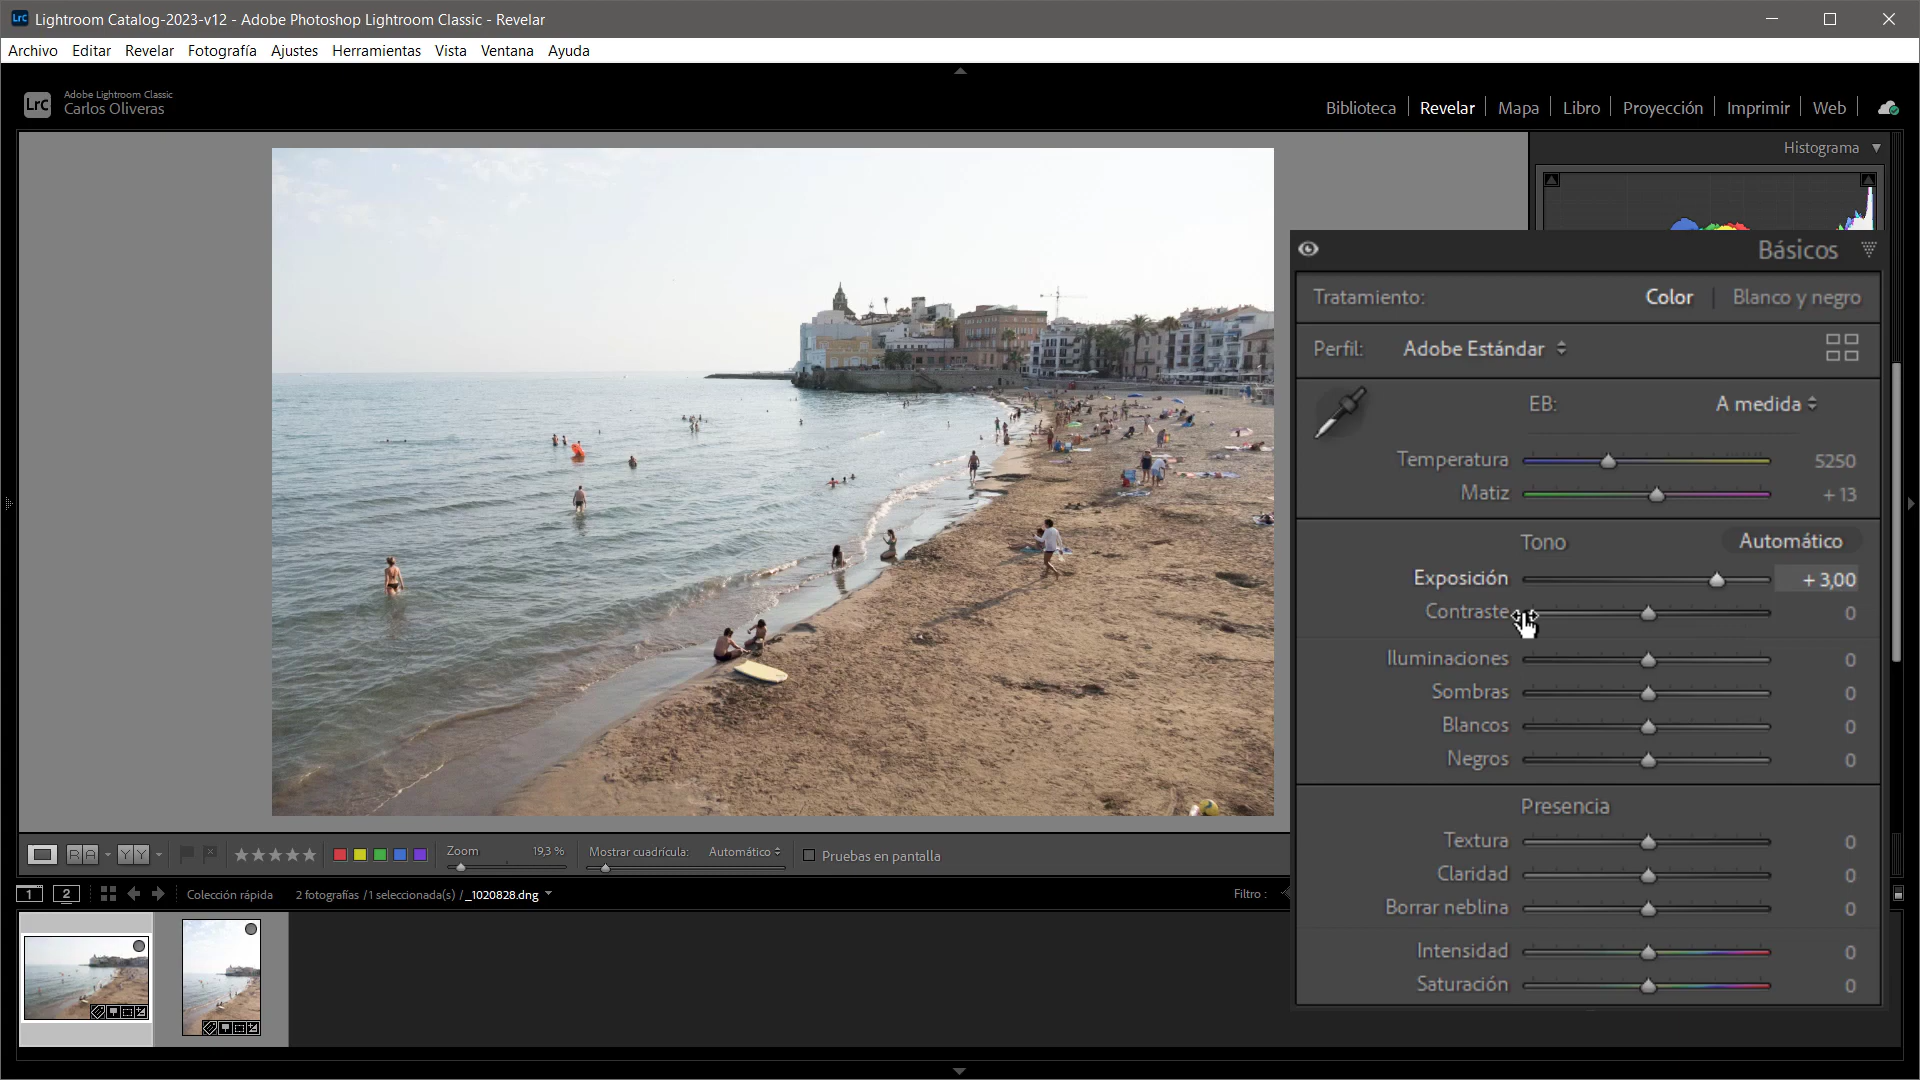 Lrc Lightroom Catalog-2023-v12 - Adobe Photoshop Lightroom Classic - Revelar
Archivo Editar Revelar Fotografía Ajustes Herramientas Vista Ventana Ayuda
LrC Adobe Lightroom Classic
Carlos Oliveras
Biblioteca | Revelar | Mapa | Libro | Proyección | Imprimir | Web |
Histograma
Básicos
Tratamiento: Color | Blanco y negro
Perfil: Adobe Estándar
EB: A medida
Temperatura 5250
Matiz + 13
Tono Automático
Exposición + 3,00
Contraste 0
Iluminaciones 0
Sombras 0
Blancos 0
Negros 0
Presencia
Textura 0
Claridad 0
Borrar neblina 0
Intensidad 0
Saturación 0
R A Y Y Zoom 19,3 % Mostrar cuadrícula: Automático Pruebas en pantalla
1 2 Colección rápida 2 fotografías /1 seleccionada(s) /_1020828.dng Filtro :